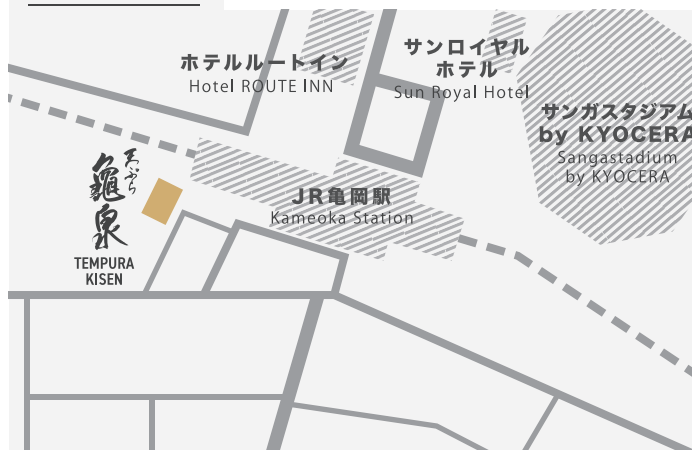 ホテルルートイン
Hotel ROUTE INN
サンロイヤル
ホテル
Sun Royal Hotel
サンガスタジアム
by KYOCERA
Sangastadium
by KYOCERA
JR亀岡駅
Kameoka Station
天ぷら
龜泉
TEMPURA
KISEN